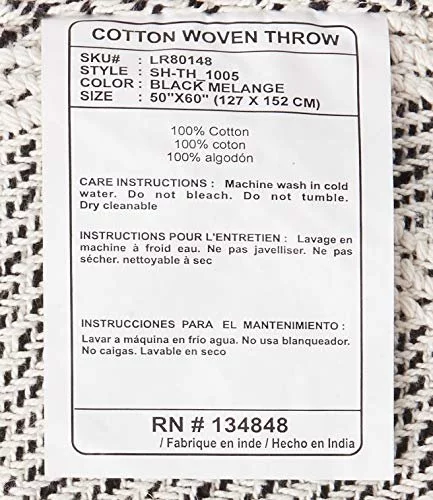 COTTON WOVEN THROW
SKU# : LR80148
STYLE : SH-TH_1005
COLOR : BLACK MELANGE
SIZE : 50"X60" (127 X 152 CM)
100% Cotton
100% coton
100% algodón
CARE INSTRUCTIONS : Machine wash in cold
water. Do not bleach. Do not tumble.
Dry cleanable
INSTRUCTIONS POUR L'ENTRETIEN : Lavage en
machine à froid eau. Ne pas javelliser. Ne pas
sécher. nettoyable à sec
INSTRUCCIONES PARA EL MANTENIMIENTO :
Lavar a máquina en frío agua. No usa blanqueador.
No caigas. Lavable en seco
RN # 134848
/ Fabrique en inde / Hecho en India